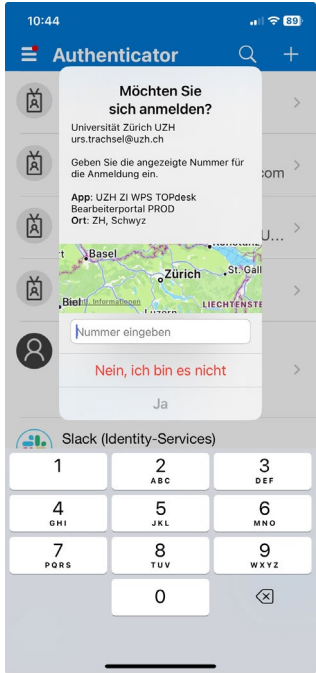 10:44
89
Authenticator
Möchten Sie
sich anmelden?
Universität Zürich UZH
urs.trachsel@uzh.ch
Geben Sie die angezeigte Nummer für
die Anmeldung ein.
com
App: UZH ZI WPS TOPdesk
Bearbeiterportal PROD
Ort: ZH, Schwyz
U...
Basel
Zürich
St. Gall
Biel
Informationen
LIECHTENSTE
Nummer eingeben
Nein, ich bin es nicht
Ja
Slack (Identity-Services)
1
2
ABC
3
DEF
4
GHI
5
JKL
6
MNO
7
PQRS
8
TUV
9
WXYZ
0